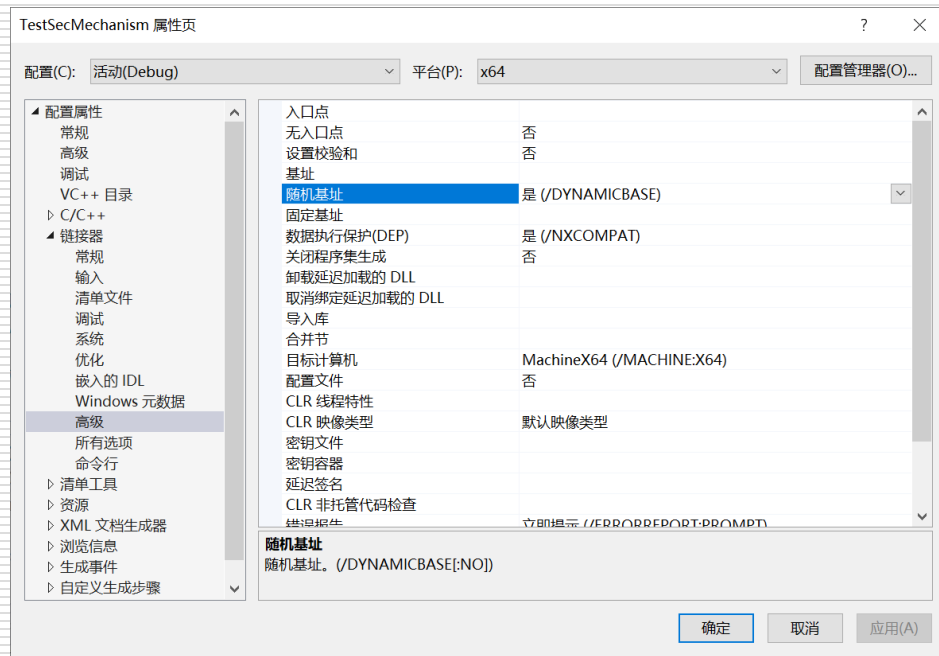 TestSecMechanism 属性页
?
配置(C): 活动(Debug) 平台(P): x64 配置管理器(O)...
配置属性
常规
高级
调试
VC++ 目录
C/C++
链接器
常规
输入
清单文件
调试
系统
优化
嵌入的 IDL
Windows 元数据
高级
所有选项
命令行
清单工具
资源
XML 文档生成器
浏览信息
生成事件
自定义生成步骤
入口点
无入口点 否
设置校验和 否
基址
随机基址 是 (/DYNAMICBASE)
固定基址
数据执行保护(DEP) 是 (/NXCOMPAT)
关闭程序集生成 否
卸载延迟加载的 DLL
取消绑定延迟加载的 DLL
导入库
合并节
目标计算机 MachineX64 (/MACHINE:X64)
配置文件 否
CLR 线程特性
CLR 映像类型 默认映像类型
密钥文件
密钥容器
延迟签名
CLR 非托管代码检查
错误报告 立即提示 (/ERRORREPORT:PROMPT)
随机基址
随机基址。(/DYNAMICBASE[:NO])
确定 取消 应用(A)